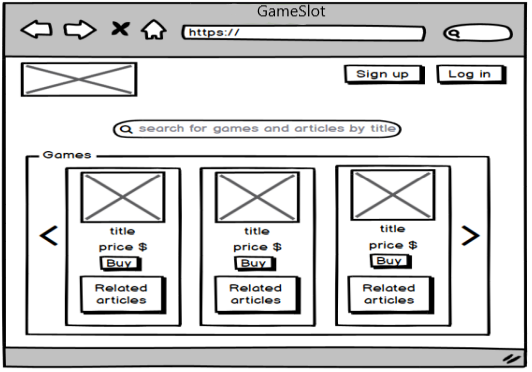 GameSlot
https://
Sign up
Log in
search for games and articles by title
Games
title
price $
Buy
Related
articles
title
price $
Buy
Related
articles
title
price $
Buy
Related
articles